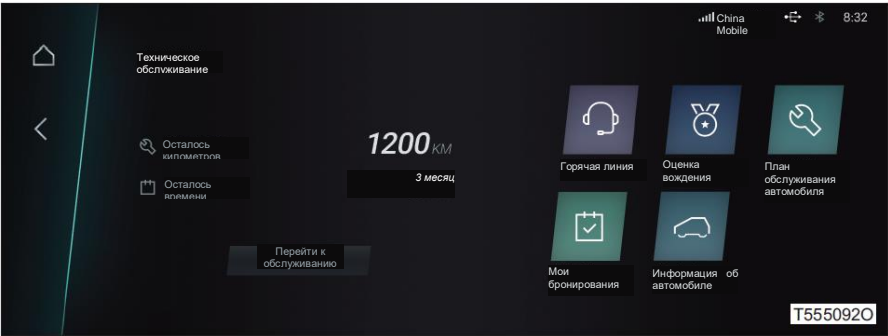 China
Mobile
8:32
Техническое
обслуживание
Осталось
километров
1200 KM
Осталось
времени
3 месяц
Перейти к
обслуживанию
Горячая линия
Оценка
вождения
План
обслуживания
автомобиля
Мои
бронирования
Информация об
автомобиле
T555092O